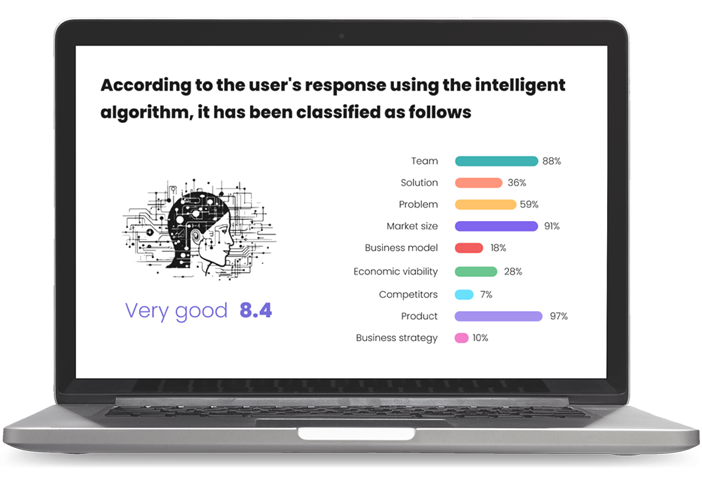 According to the user's response using the intelligent
algorithm, it has been classified as follows
Team 88%
Solution 36%
Problem 59%
Market size 91%
Business model 18%
Economic viability 28%
Competitors 7%
Product 97%
Business strategy 10%
Very good 8.4